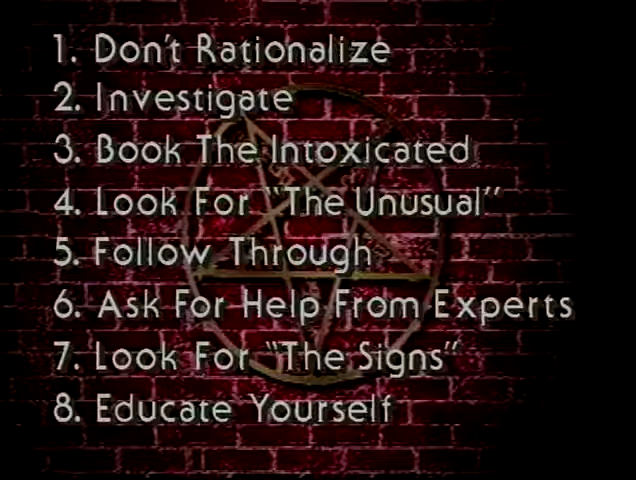 1. Don't Rationalize
2. Investigate
3. Book The Intoxicated
4. Look For "The Unusual"
5. Follow Through
6. Ask For Help From Experts
7. Look For "The Signs"
8. Educate Yourself